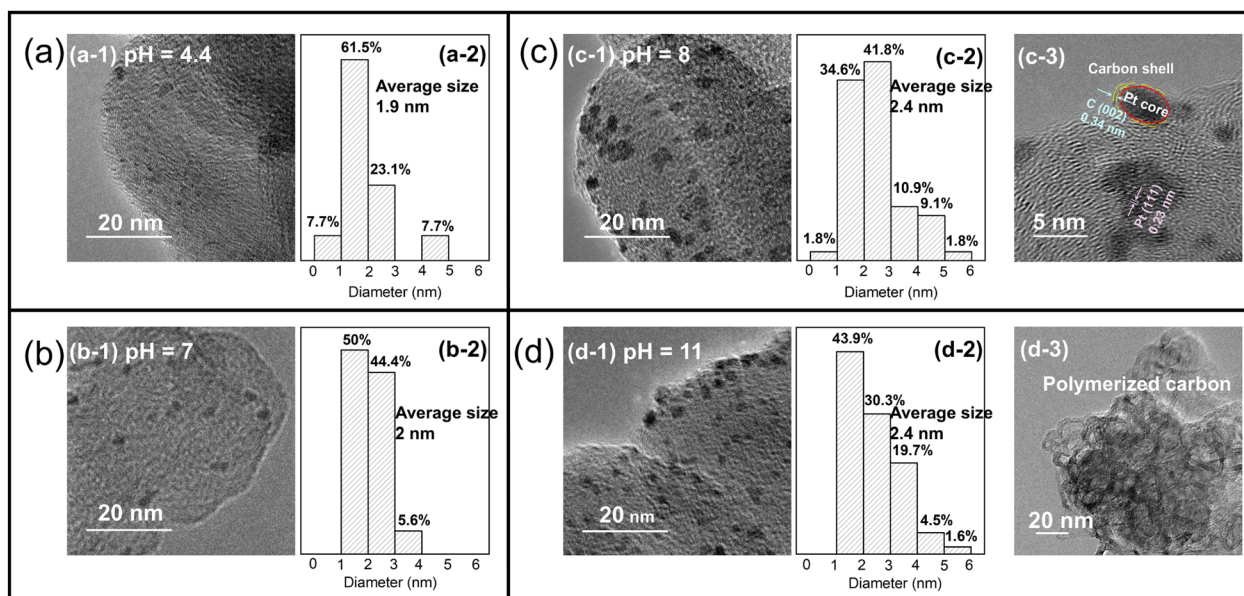 (a)
(a-1) pH = 4.4
20 nm
(a-2)
61.5%
Average size
1.9 nm
23.1%
7.7%
7.7%
0 1 2 3 4 5 6
Diameter (nm)
(b)
(b-1) pH = 7
20 nm
(b-2)
50%
44.4%
Average size
2 nm
5.6%
0 1 2 3 4 5 6
Diameter (nm)
(c)
(c-1) pH = 8
20 nm
(c-2)
41.8%
34.6%
Average size
2.4 nm
10.9%
9.1%
1.8%
1.8%
0 1 2 3 4 5 6
Diameter (nm)
(c-3)
Carbon shell
Pt core
C (002)
0.34 nm
Pt (111)
0.23 nm
5 nm
(d)
(d-1) pH = 11
20 nm
(d-2)
43.9%
30.3%
Average size
2.4 nm
19.7%
4.5%
1.6%
0 1 2 3 4 5 6
Diameter (nm)
(d-3)
Polymerized carbon
20 nm